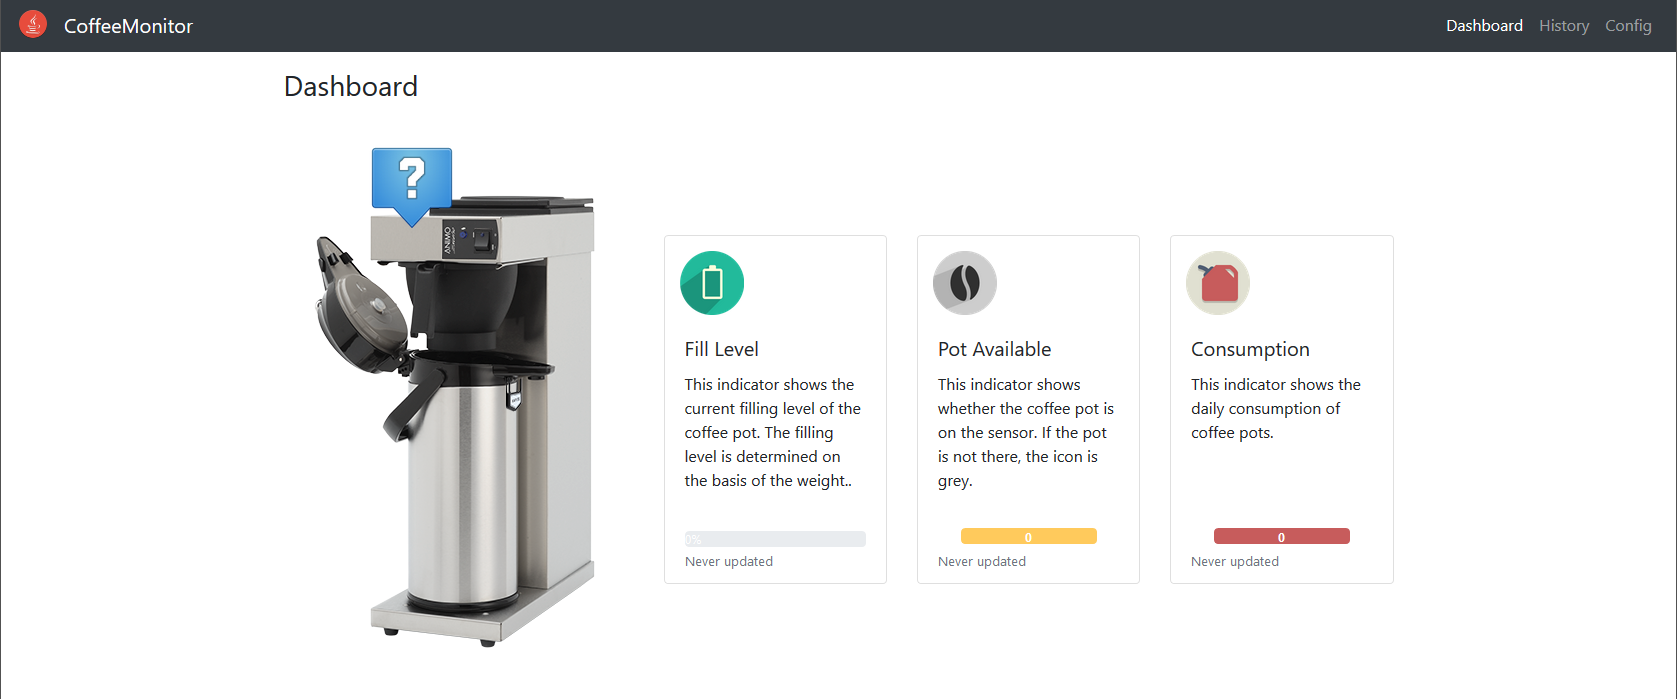 CoffeeMonitor
Dashboard
History
Config
Dashboard
?
ANIMO
Fill Level
This indicator shows the
current filling level of the
coffee pot. The filling
level is determined on
the basis of the weight..
0%
Never updated
Pot Available
This indicator shows
whether the coffee pot is
on the sensor. If the pot
is not there, the icon is
grey.
0
Never updated
Consumption
This indicator shows the
daily consumption of
coffee pots.
0
Never updated